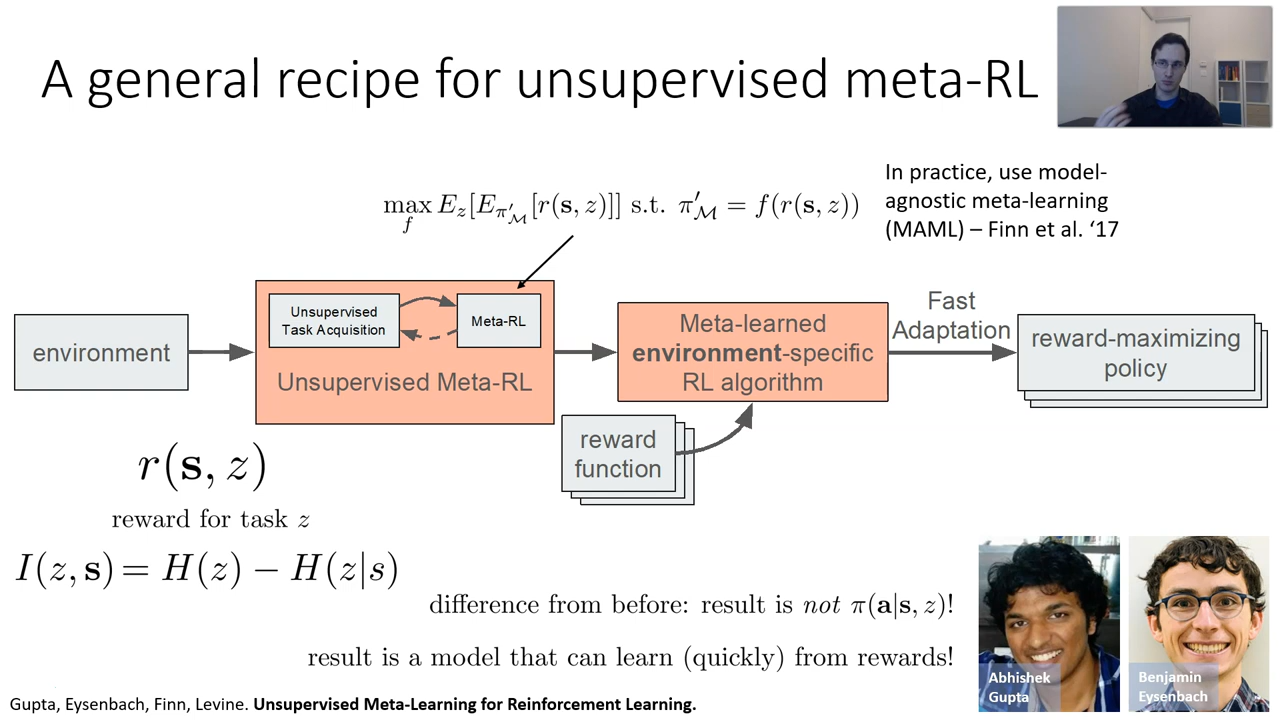 A general recipe for unsupervised meta-RL
max_f E_z[E_{π′_ℳ}[r(𝐬, z)]] s.t. π′_ℳ = f(r(𝐬, z))
In practice, use model-
agnostic meta-learning
(MAML) – Finn et al. ‘17
environment
Unsupervised
Task Acquisition
Meta-RL
Unsupervised Meta-RL
Meta-learned
environment-specific
RL algorithm
Fast
Adaptation
reward-maximizing
policy
reward
function
r(𝐬, z)
reward for task z
I(z, 𝐬) = H(z) − H(z|s)
difference from before: result is not π(𝐚|𝐬, z)!
result is a model that can learn (quickly) from rewards!
Abhishek
Gupta
Benjamin
Eysenbach
Gupta, Eysenbach, Finn, Levine. Unsupervised Meta-Learning for Reinforcement Learning.